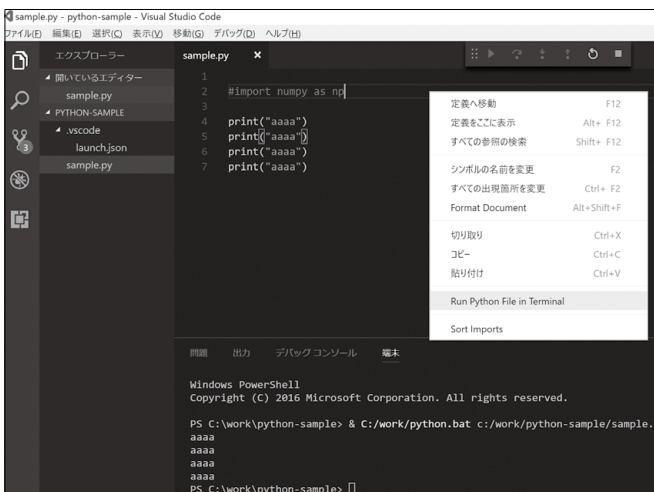 sample.py - python-sample - Visual Studio Code
ファイル(F) 編集(E) 選択(C) 表示(V) 移動(G) デバッグ(D) ヘルプ(H)
エクスプローラー
開いているエディター
sample.py
PYTHON-SAMPLE
.vscode
launch.json
sample.py
3
sample.py ×
1
2 #import numpy as np
3
4 print("aaaa")
5 print("aaaa")
6 print("aaaa")
7 print("aaaa")
定義へ移動 F12
定義をここに表示 Alt+ F12
すべての参照の検索 Shift+ F12
シンボルの名前を変更 F2
すべての出現箇所を変更 Ctrl+ F2
Format Document Alt+Shift+F
切り取り Ctrl+X
コピー Ctrl+C
貼り付け Ctrl+V
Run Python File in Terminal
Sort Imports
問題 出力 デバッグ コンソール 端末
Windows PowerShell
Copyright (C) 2016 Microsoft Corporation. All rights reserved.
PS C:\work\python-sample> & C:/work/python.bat c:/work/python-sample/sample.
aaaa
aaaa
aaaa
aaaa
PS C:\work\python-sample>